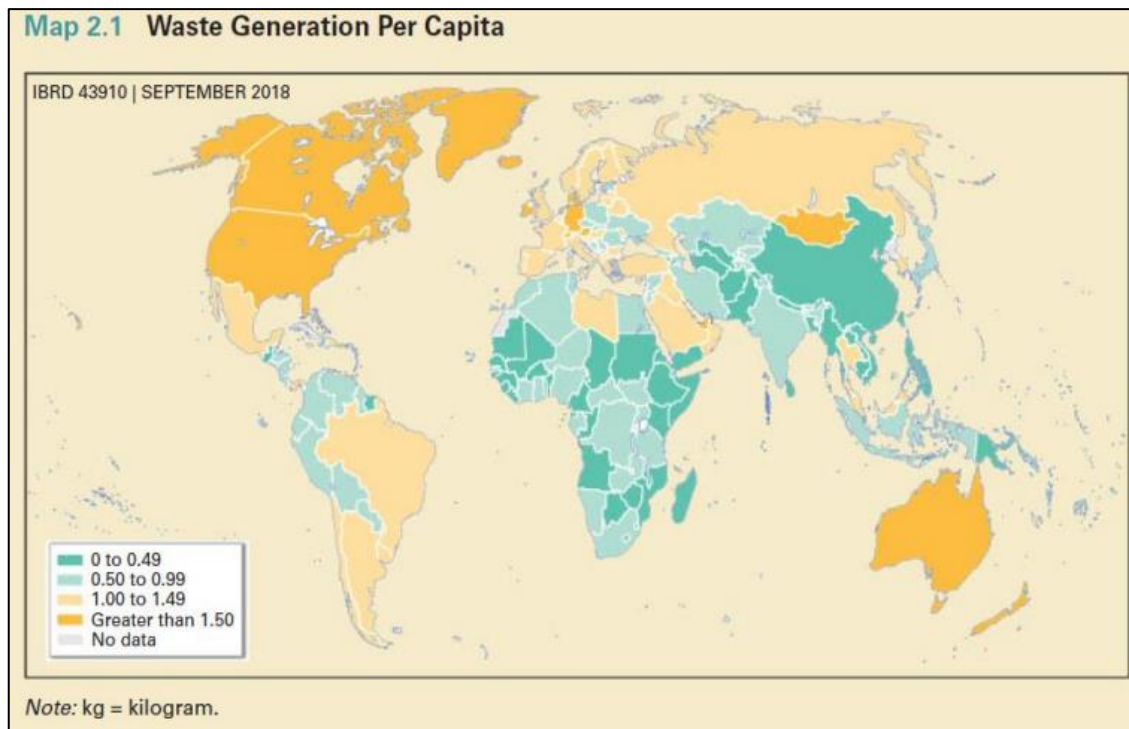 Map 2.1 Waste Generation Per Capita
IBRD 43910 | SEPTEMBER 2018
0 to 0.49
0.50 to 0.99
1.00 to 1.49
Greater than 1.50
No data
Note: kg = kilogram.